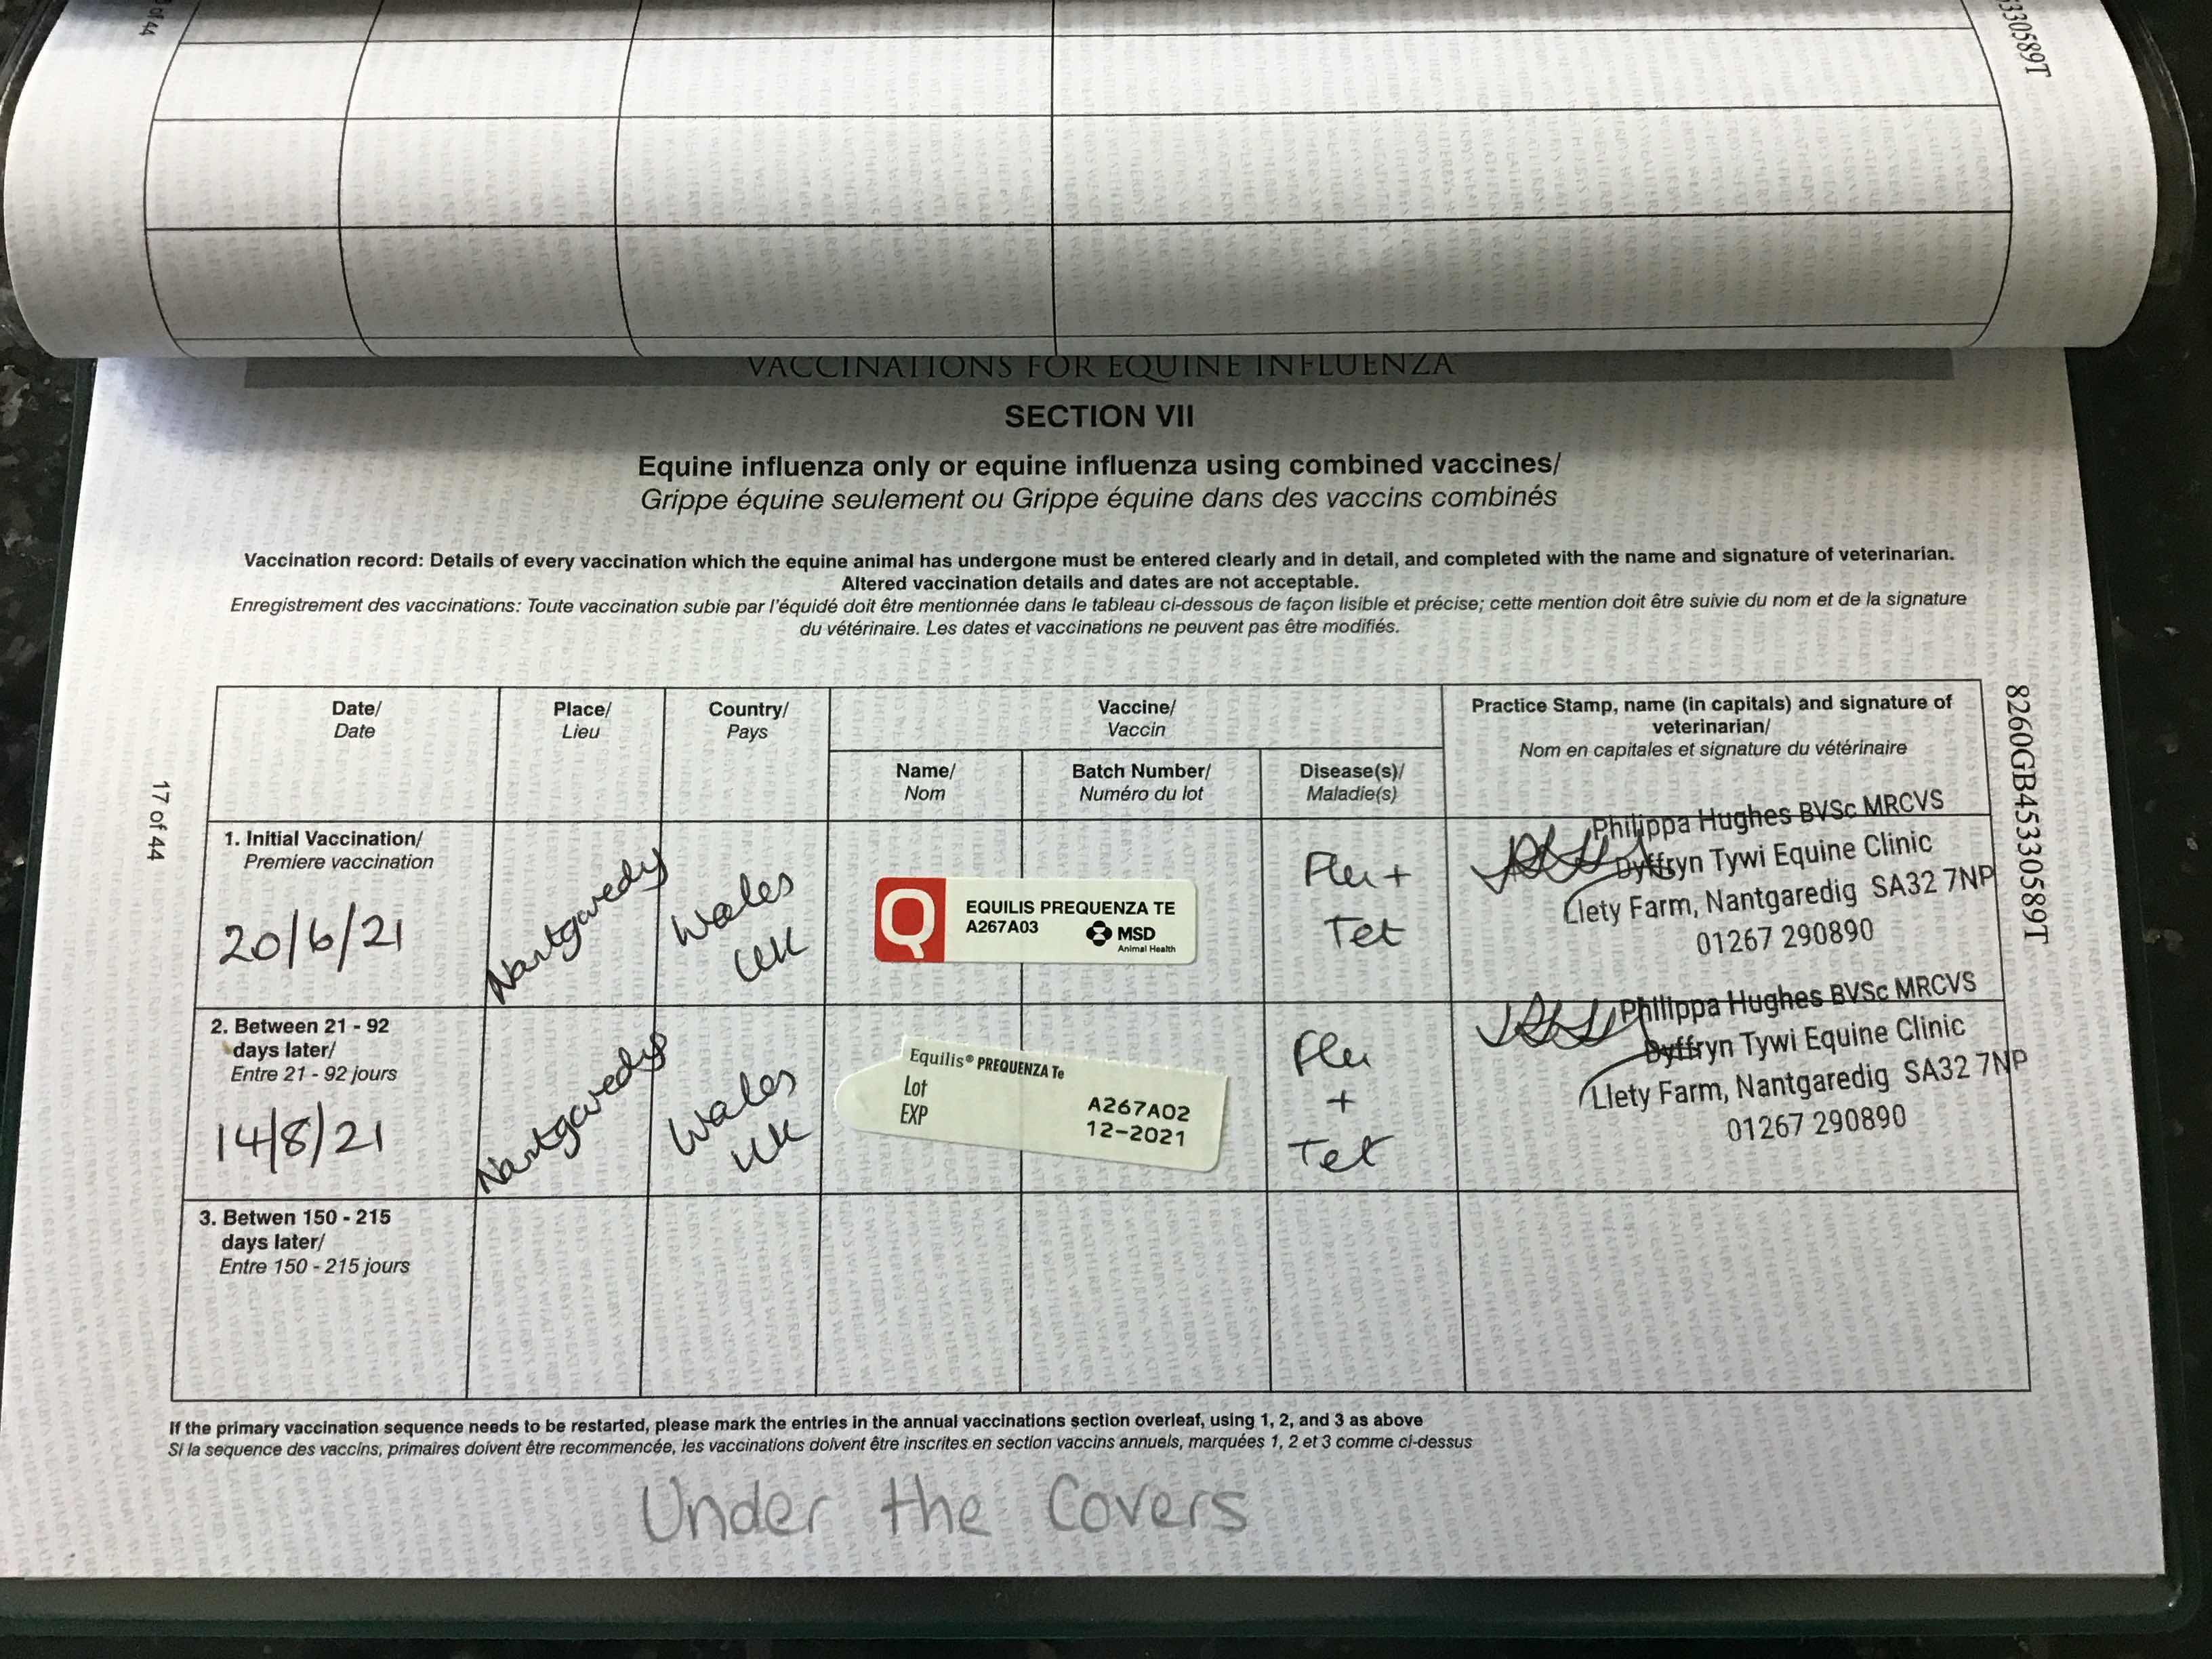 of 44
3330589T
VACCINATIONS FOR EQUINE INFLUENZA
SECTION VII
Equine influenza only or equine influenza using combined vaccines/
Grippe équine seulement ou Grippe équine dans des vaccins combinés
Vaccination record: Details of every vaccination which the equine animal has undergone must be entered clearly and in detail, and completed with the name and signature of veterinarian.
Altered vaccination details and dates are not acceptable.
Enregistrement des vaccinations: Toute vaccination subie par l'équidé doit être mentionnée dans le tableau ci-dessous de façon lisible et précise; cette mention doit être suivie du nom et de la signature
du vétérinaire. Les dates et vaccinations ne peuvent pas être modifiés.
17 of 44
8260GB45330589T
Date/
Date
Place/
Lieu
Country/
Pays
Vaccine/
Vaccin
Practice Stamp, name (in capitals) and signature of
veterinarian/
Nom en capitales et signature du vétérinaire
Name/
Nom
Batch Number/
Numéro du lot
Disease(s)/
Maladie(s)
1. Initial Vaccination/
Premiere vaccination
20/6/21
Nantgaredy
Wales
UK
Q
EQUILIS PREQUENZA TE
A267A03
MSD
Animal Health
Flu +
Tet
Philippa Hughes BVSc MRCVS
Dyffryn Tywi Equine Clinic
Llety Farm, Nantgaredig SA32 7NP
01267 290890
2. Between 21 - 92
days later/
Entre 21 - 92 jours
14/8/21
Nantgaredy
Wales
UK
Equilis® PREQUENZA Te
Lot A267A02
EXP 12-2021
Flu
+
Tet
Philippa Hughes BVSc MRCVS
Dyffryn Tywi Equine Clinic
Llety Farm, Nantgaredig SA32 7NP
01267 290890
3. Betwen 150 - 215
days later/
Entre 150 - 215 jours
If the primary vaccination sequence needs to be restarted, please mark the entries in the annual vaccinations section overleaf, using 1, 2, and 3 as above
Si la sequence des vaccins, primaires doivent être recommencée, les vaccinations doivent être inscrites en section vaccins annuels, marquées 1, 2 et 3 comme ci-dessus
Under the Covers